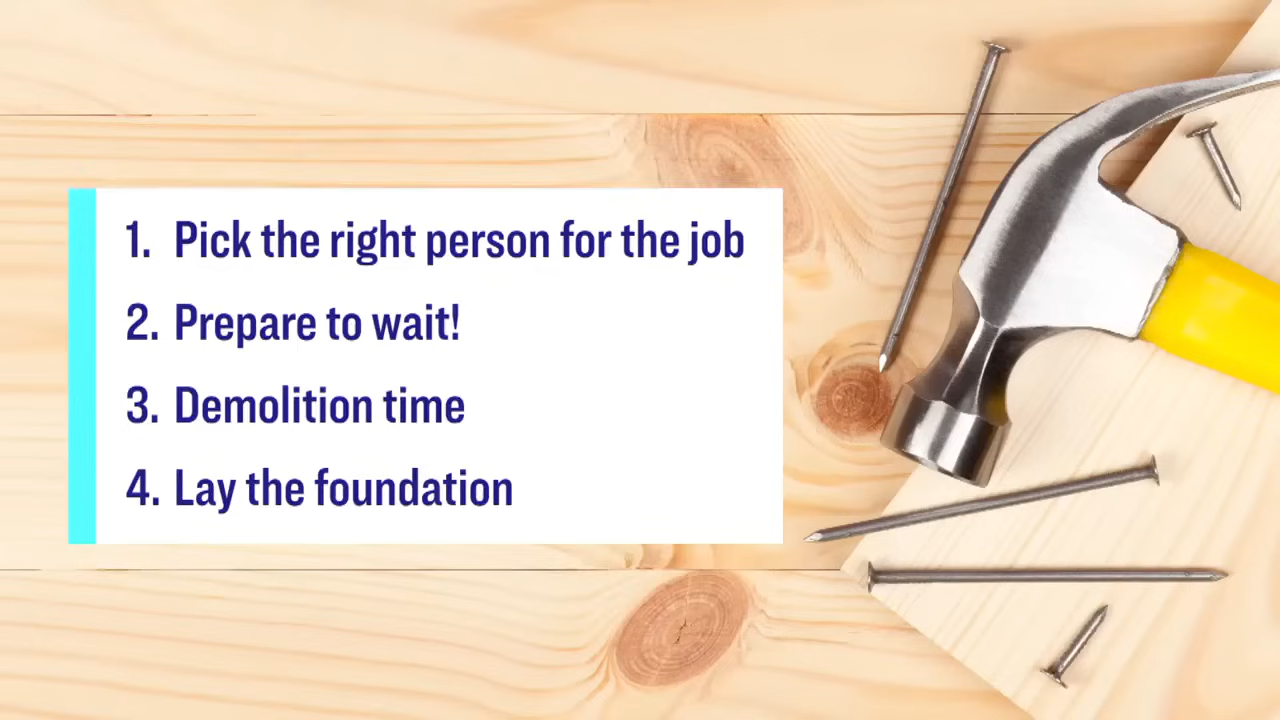 1. Pick the right person for the job
2. Prepare to wait!
3. Demolition time
4. Lay the foundation